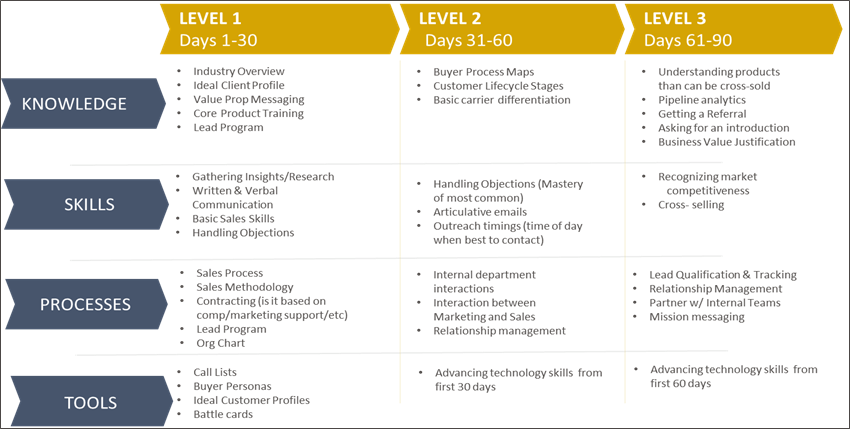 LEVEL 1
Days 1-30
LEVEL 2
Days 31-60
LEVEL 3
Days 61-90
KNOWLEDGE
• Industry Overview
• Ideal Client Profile
• Value Prop Messaging
• Core Product Training
• Lead Program
• Buyer Process Maps
• Customer Lifecycle Stages
• Basic carrier differentiation
• Understanding products
than can be cross-sold
• Pipeline analytics
• Getting a Referral
• Asking for an introduction
• Business Value Justification
SKILLS
• Gathering Insights/Research
• Written & Verbal
Communication
• Basic Sales Skills
• Handling Objections
• Handling Objections (Mastery
of most common)
• Articulative emails
• Outreach timings (time of day
when best to contact)
• Recognizing market
competitiveness
• Cross- selling
PROCESSES
• Sales Process
• Sales Methodology
• Contracting (is it based on
comp/marketing support/etc)
• Lead Program
• Org Chart
• Internal department
interactions
• Interaction between
Marketing and Sales
• Relationship management
• Lead Qualification & Tracking
• Relationship Management
• Partner w/ Internal Teams
• Mission messaging
TOOLS
• Call Lists
• Buyer Personas
• Ideal Customer Profiles
• Battle cards
• Advancing technology skills from
first 30 days
• Advancing technology skills from
first 60 days